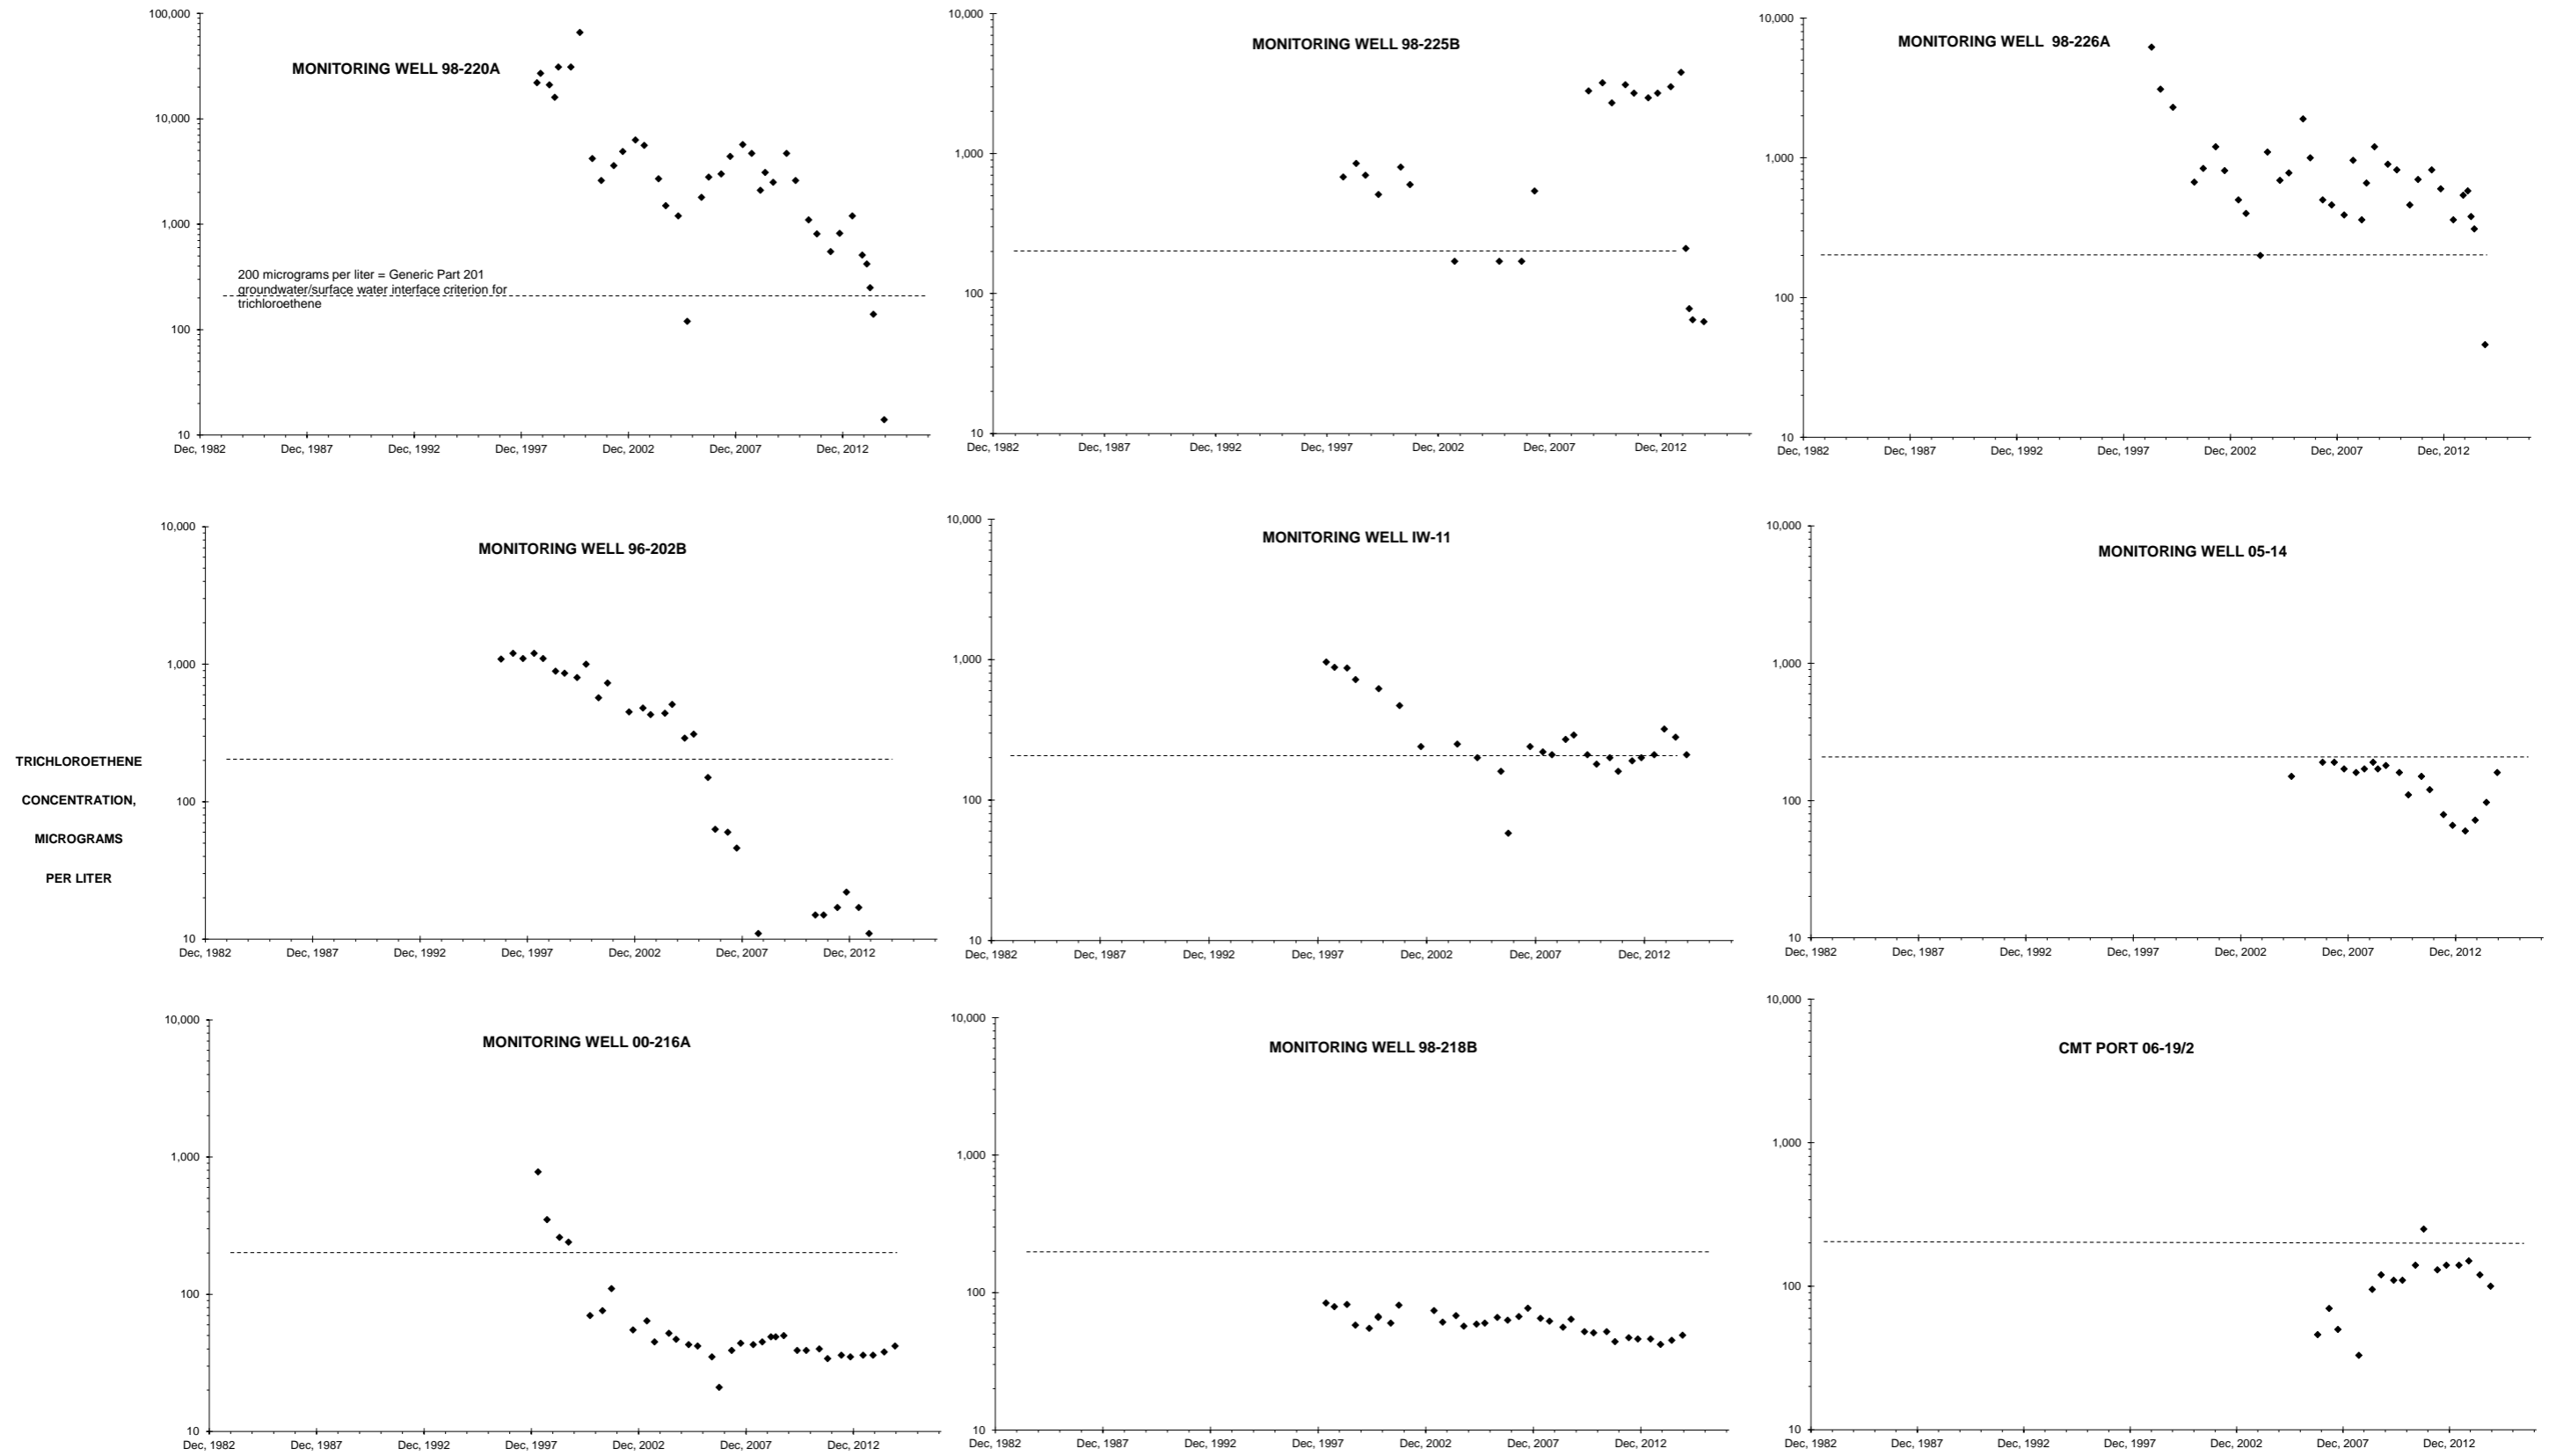 MONITORING WELL 98-220A
100,000
10,000
1,000
100
10
200 micrograms per liter = Generic Part 201
groundwater/surface water interface criterion for
trichloroethene
Dec, 1982 Dec, 1987 Dec, 1992 Dec, 1997 Dec, 2002 Dec, 2007 Dec, 2012
MONITORING WELL 98-225B
10,000
1,000
100
10
Dec, 1982 Dec, 1987 Dec, 1992 Dec, 1997 Dec, 2002 Dec, 2007 Dec, 2012
MONITORING WELL 98-226A
10,000
1,000
100
10
Dec, 1982 Dec, 1987 Dec, 1992 Dec, 1997 Dec, 2002 Dec, 2007 Dec, 2012
TRICHLOROETHENE
CONCENTRATION,
MICROGRAMS
PER LITER
MONITORING WELL 96-202B
10,000
1,000
100
10
Dec, 1982 Dec, 1987 Dec, 1992 Dec, 1997 Dec, 2002 Dec, 2007 Dec, 2012
MONITORING WELL IW-11
10,000
1,000
100
10
Dec, 1982 Dec, 1987 Dec, 1992 Dec, 1997 Dec, 2002 Dec, 2007 Dec, 2012
MONITORING WELL 05-14
10,000
1,000
100
10
Dec, 1982 Dec, 1987 Dec, 1992 Dec, 1997 Dec, 2002 Dec, 2007 Dec, 2012
MONITORING WELL 00-216A
10,000
1,000
100
10
Dec, 1982 Dec, 1987 Dec, 1992 Dec, 1997 Dec, 2002 Dec, 2007 Dec, 2012
MONITORING WELL 98-218B
10,000
1,000
100
10
Dec, 1982 Dec, 1987 Dec, 1992 Dec, 1997 Dec, 2002 Dec, 2007 Dec, 2012
CMT PORT 06-19/2
10,000
1,000
100
10
Dec, 1982 Dec, 1987 Dec, 1992 Dec, 1997 Dec, 2002 Dec, 2007 Dec, 2012